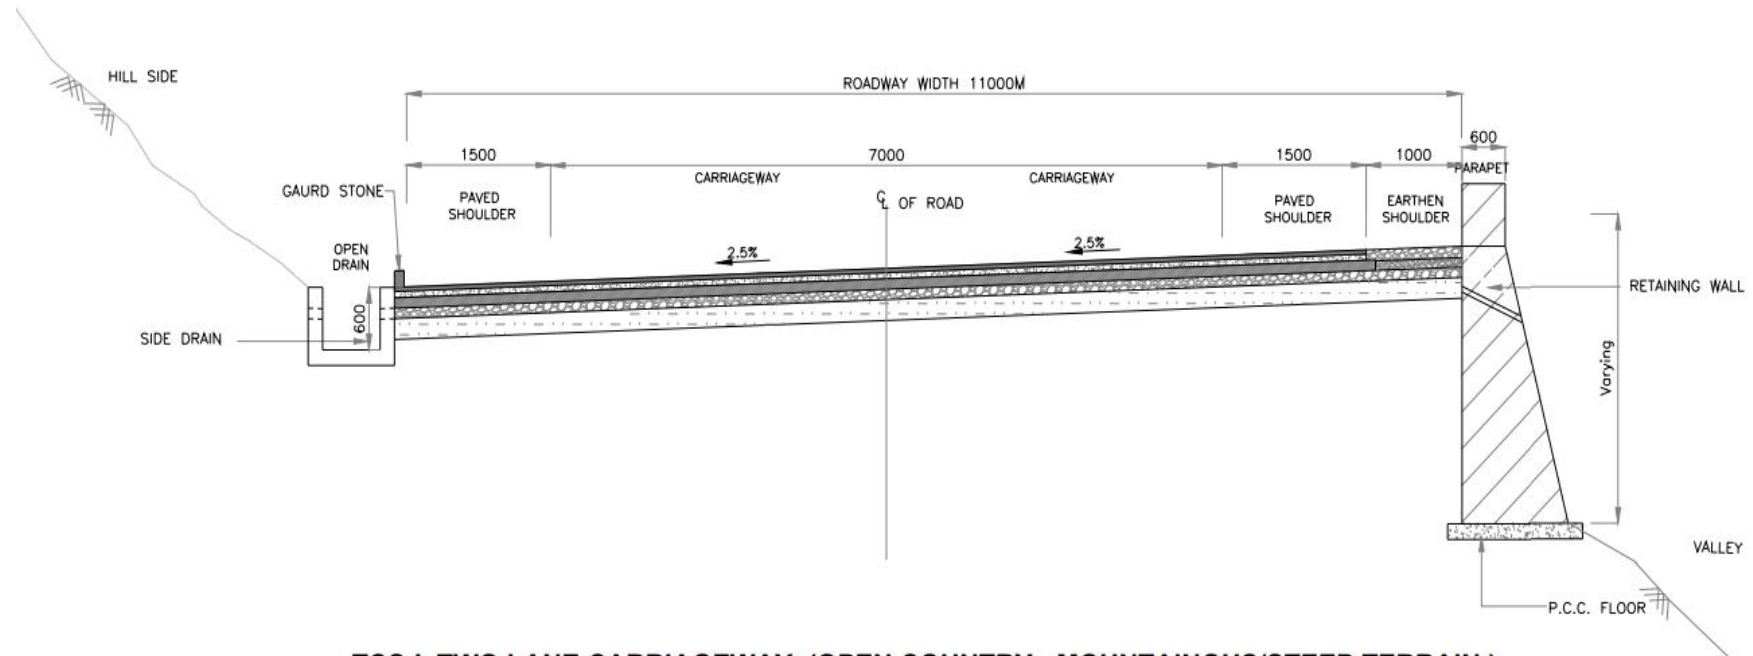 HILL SIDE
ROADWAY WIDTH 11000M
600
1500
7000
1500
1000
PARAPET
CARRIAGEWAY
CARRIAGEWAY
GAURD STONE
PAVED
SHOULDER
℄ OF ROAD
PAVED
SHOULDER
EARTHEN
SHOULDER
OPEN
DRAIN
2.5%
2.5%
RETAINING WALL
600
SIDE DRAIN
Varying
VALLEY
P.C.C. FLOOR